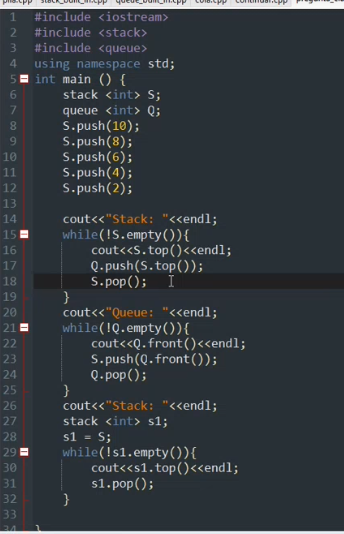 pila.cpp stack_built_in.cpp queue_built_in.cpp cola.cpp continuar.cpp
1 #include <iostream>
2 #include <stack>
3 #include <queue>
4 using namespace std;
5 int main () {
6 stack <int> S;
7 queue <int> Q;
8 S.push(10);
9 S.push(8);
10 S.push(6);
11 S.push(4);
12 S.push(2);
13
14 cout<<"Stack: "<<endl;
15 while(!S.empty()){
16 cout<<S.top()<<endl;
17 Q.push(S.top());
18 S.pop();
19 }
20 cout<<"Queue: "<<endl;
21 while(!Q.empty()){
22 cout<<Q.front()<<endl;
23 S.push(Q.front());
24 Q.pop();
25 }
26 cout<<"Stack: "<<endl;
27 stack <int> s1;
28 s1 = S;
29 while(!s1.empty()){
30 cout<<s1.top()<<endl;
31 s1.pop();
32 }
33
34 }